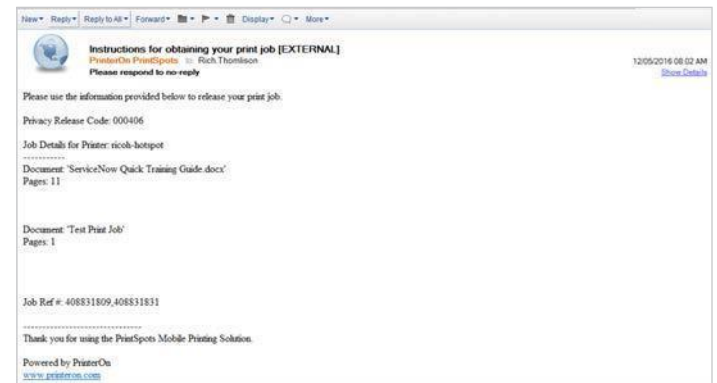 New Reply Reply to All Forward Display More
Instructions for obtaining your print job [EXTERNAL]
PrinterOn PrintSpots to: Rich.Thomlison 12/05/2016 08:02 AM
Please respond to no-reply Show Details
Please use the information provided below to release your print job.
Privacy Release Code: 000406
Job Details for Printer: ricoh-hotspot
-----------
Document: 'ServiceNow Quick Training Guide.docx'
Pages: 11
Document: 'Test Print Job'
Pages: 1
Job Ref #: 408831809,408831831
-------------------------------
Thank you for using the PrintSpots Mobile Printing Solution.
Powered by PrinterOn
www.printeron.com